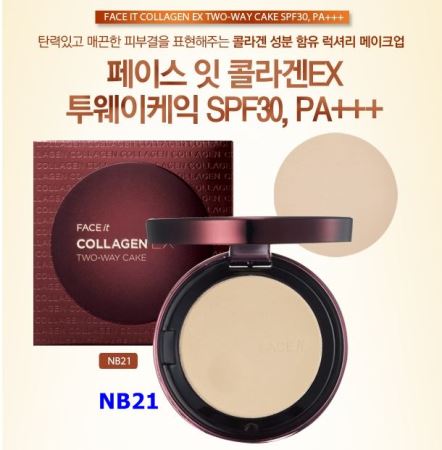 FACE IT COLLAGEN EX TWO-WAY CAKE SPF30, PA+++
탄력있고 매끈한 피부결을 표현해주는 콜라겐 성분 함유 럭셔리 메이크업
페이스 잇 콜라겐EX
투웨이케익 SPF30, PA+++
FACE it
COLLAGEN EX
TWO-WAY CAKE
NB21
NB21
FACE it